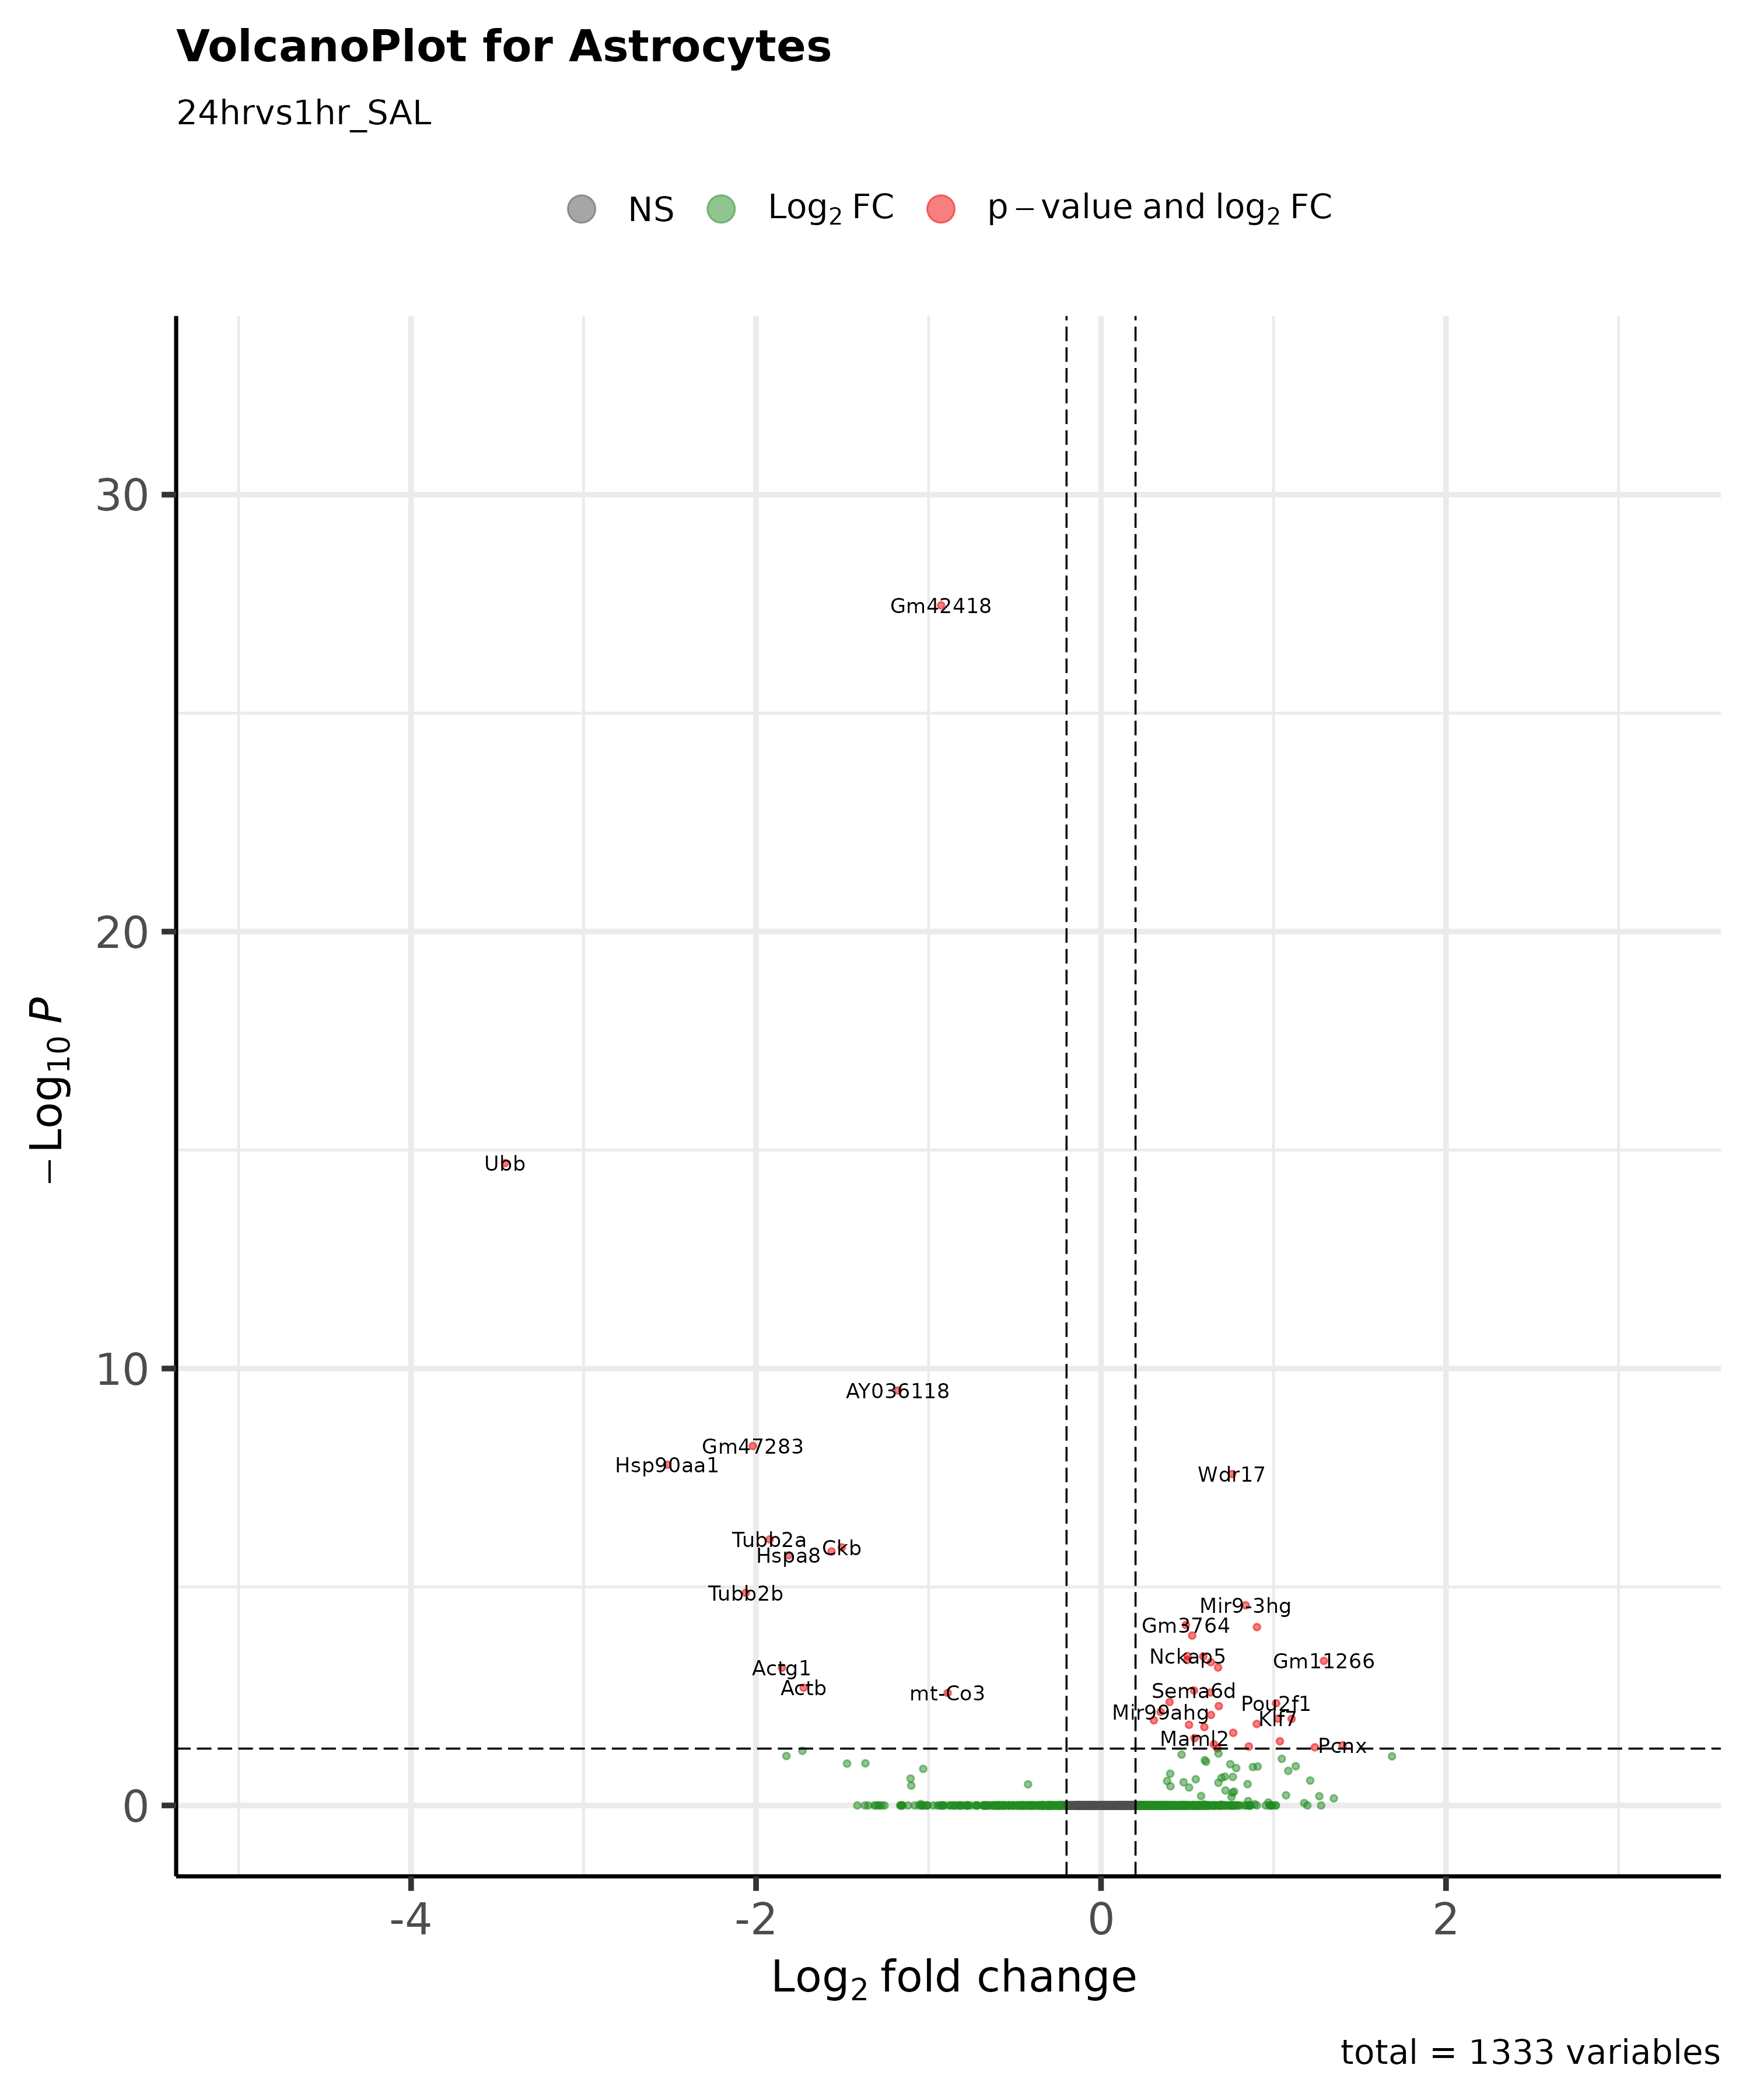 VolcanoPlot for Astrocytes
24hrvs1hr_SAL
NS Log₂ FC p – value and log₂ FC
30
20
10
0
−Log₁₀ P
Gm42418
Ubb
AY036118
Gm47283
Hsp90aa1
Wdr17
Tubb2a
Ckb
Hspa8
Tubb2b
Mir9-3hg
Gm3764
Nckap5
Gm11266
Actg1
Actb
mt-Co3
Sema6d
Pou2f1
Mir99ahg
Klf7
Maml2
Pcnx
-4 -2 0 2
Log₂ fold change
total = 1333 variables